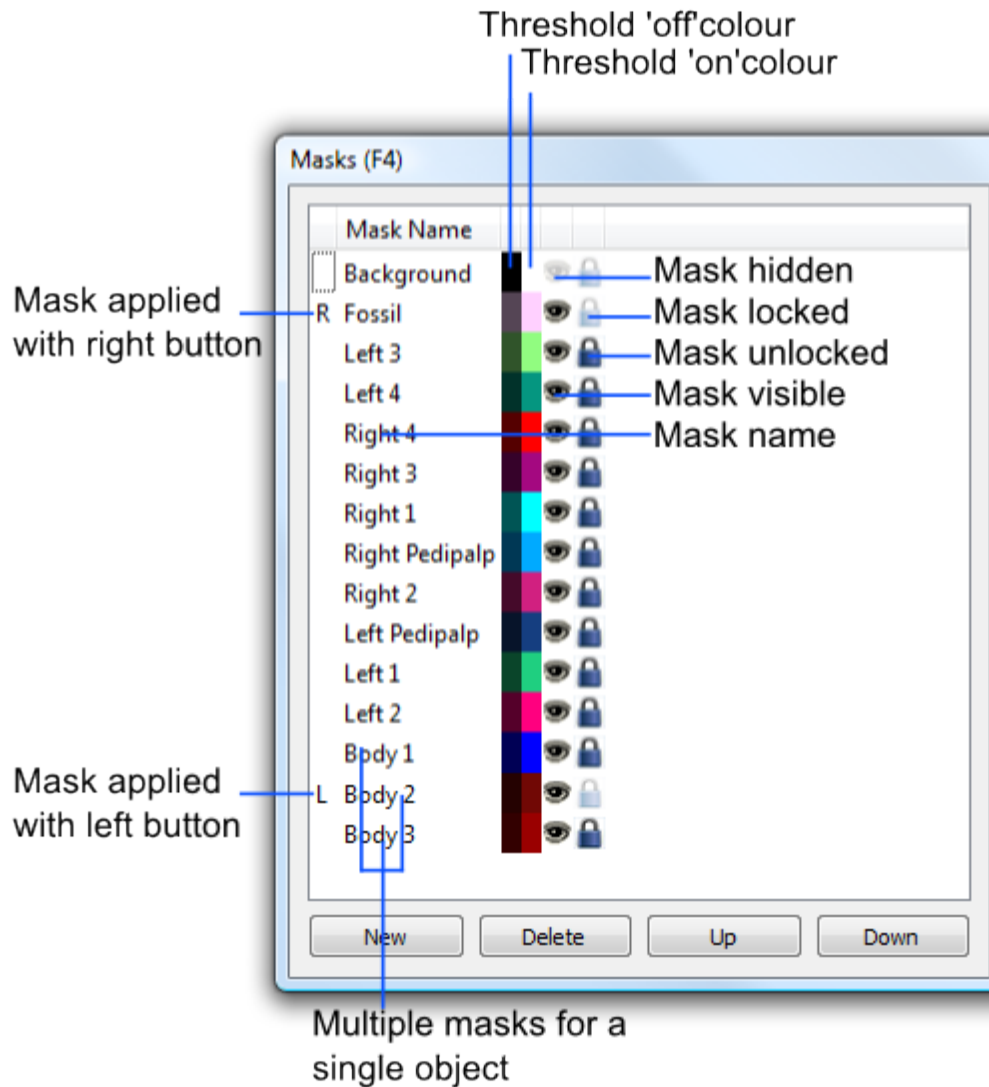 Threshold 'off'colour
Threshold 'on'colour
Masks (F4)
Mask Name
Background
Mask hidden
Mask applied
with right button
R Fossil
Mask locked
Left 3
Mask unlocked
Left 4
Mask visible
Right 4
Mask name
Right 3
Right 1
Right Pedipalp
Right 2
Left Pedipalp
Left 1
Left 2
Body 1
Mask applied
with left button
L Body 2
Body 3
New Delete Up Down
Multiple masks for a
single object